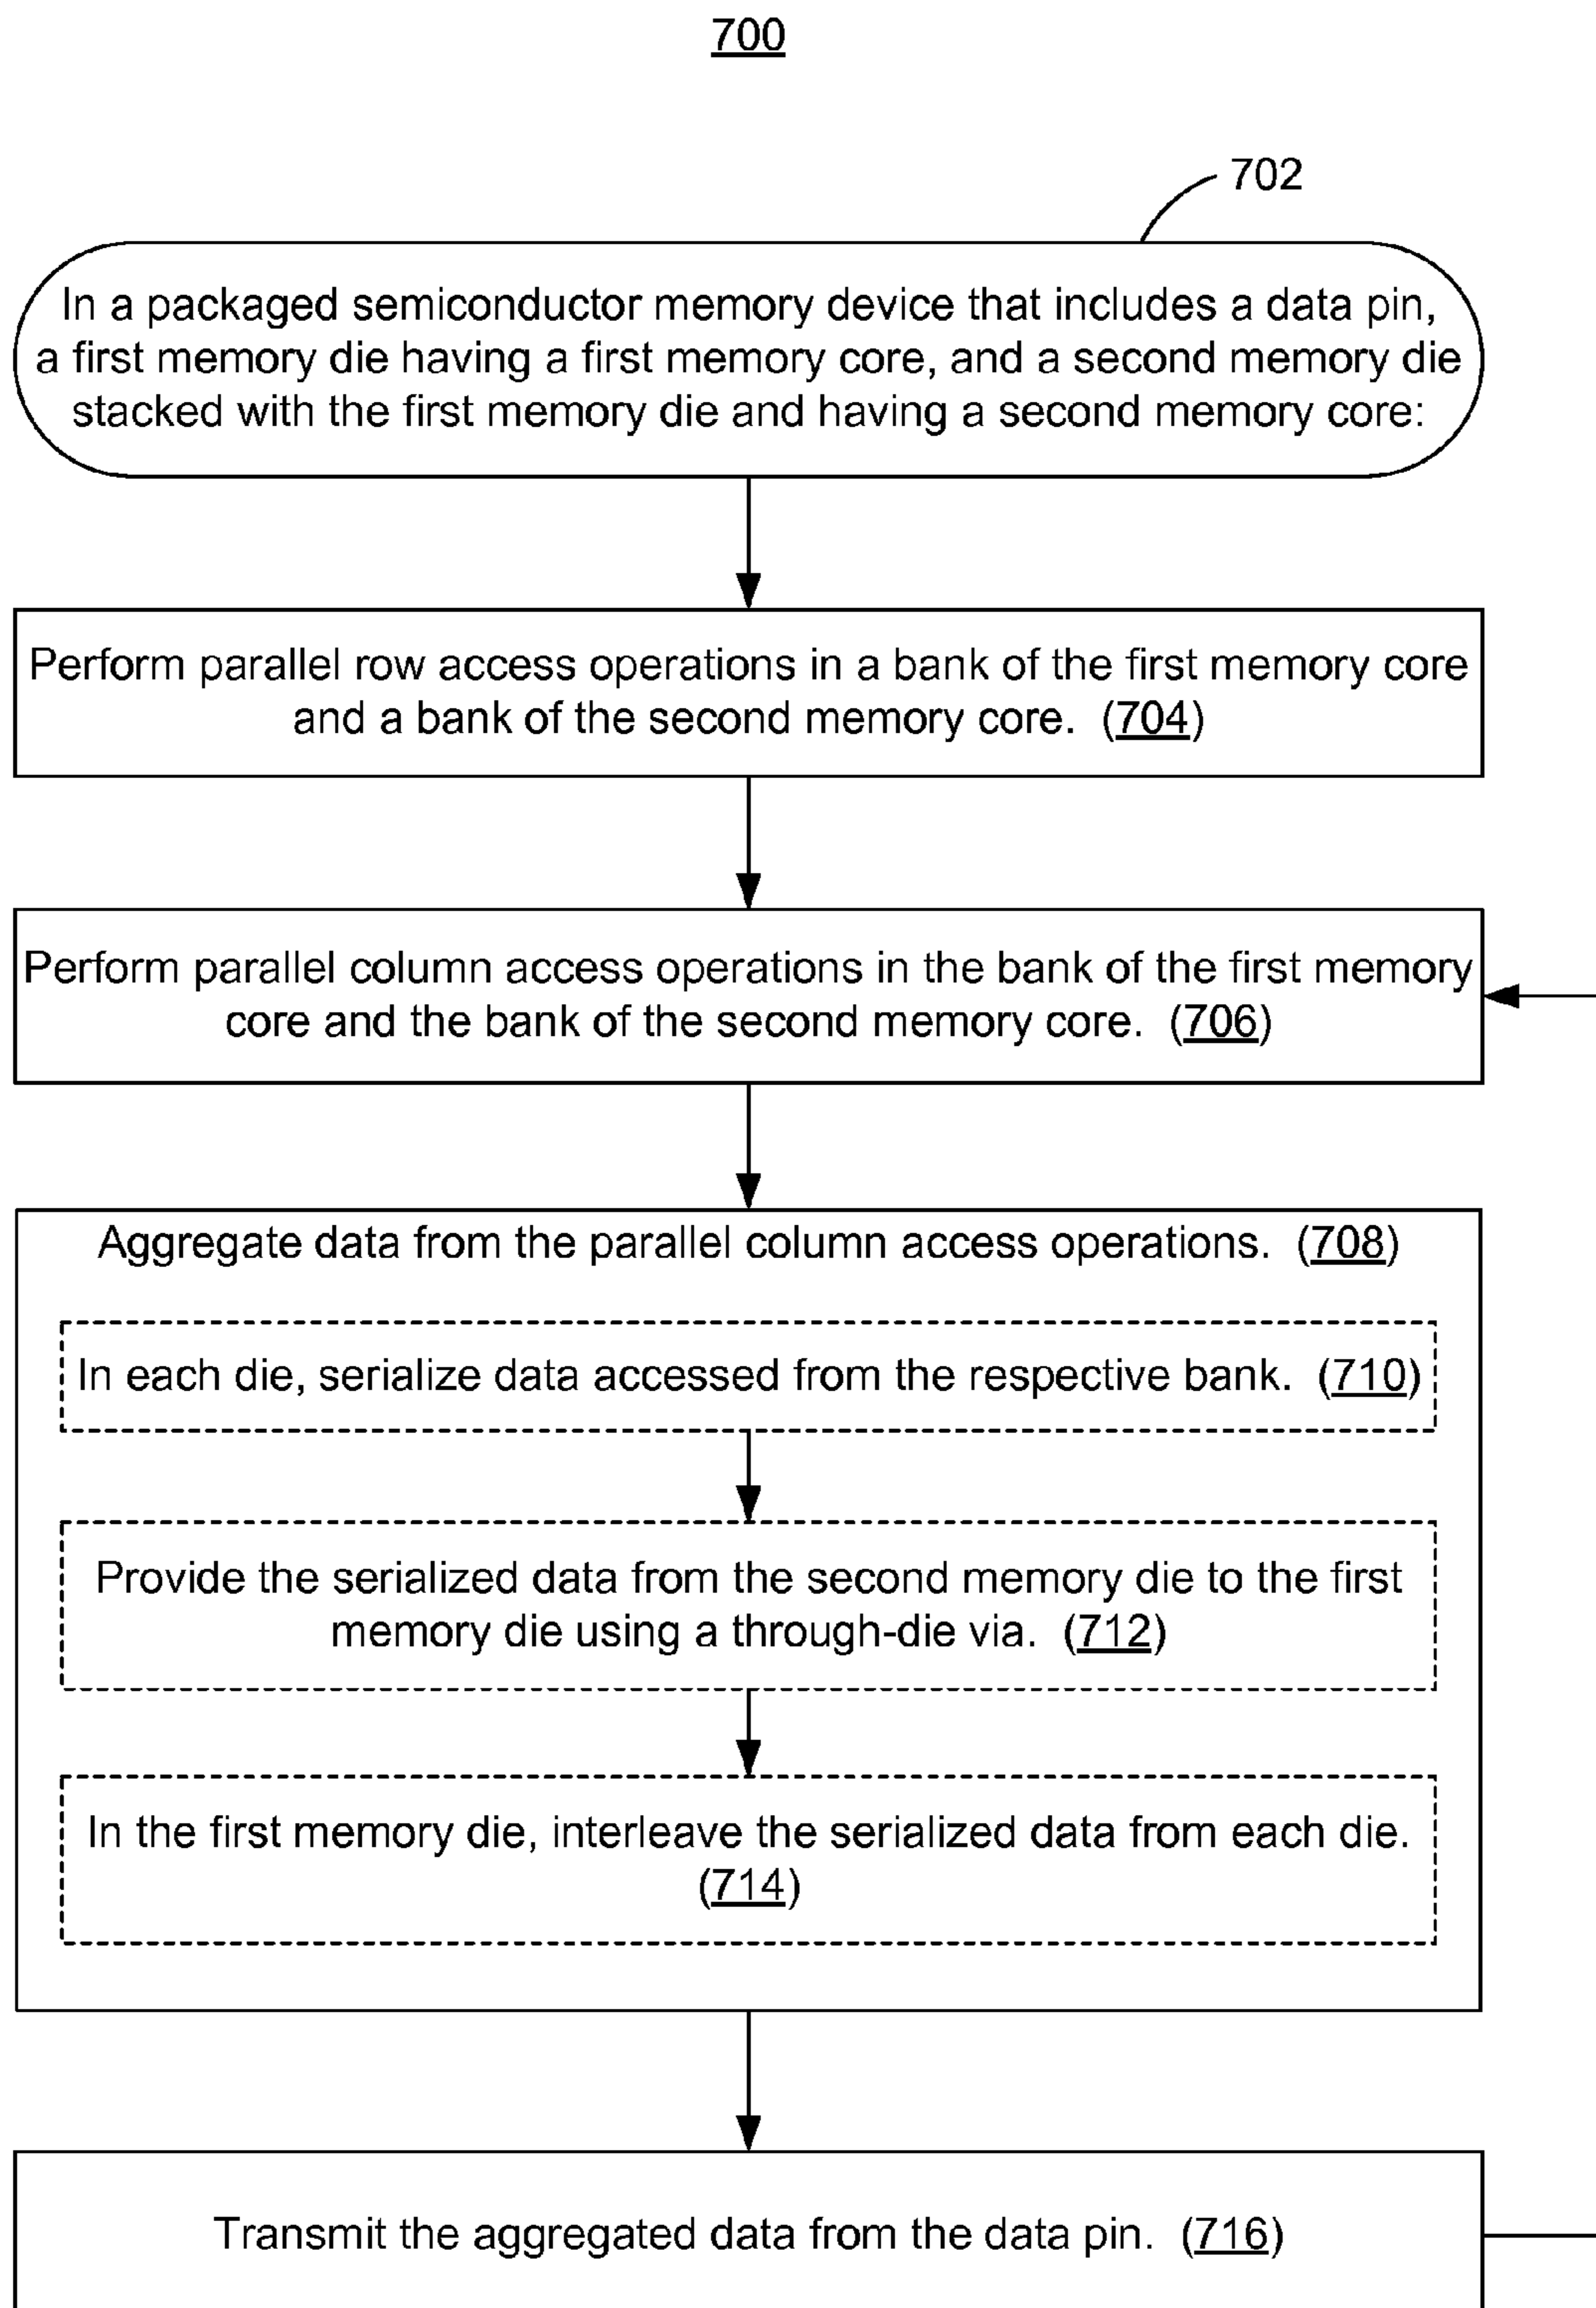 700
702
In a packaged semiconductor memory device that includes a data pin,
a first memory die having a first memory core, and a second memory die
stacked with the first memory die and having a second memory core:
Perform parallel row access operations in a bank of the first memory core
and a bank of the second memory core. (704)
Perform parallel column access operations in the bank of the first memory
core and the bank of the second memory core. (706)
Aggregate data from the parallel column access operations. (708)
In each die, serialize data accessed from the respective bank. (710)
Provide the serialized data from the second memory die to the first
memory die using a through-die via. (712)
In the first memory die, interleave the serialized data from each die.
(714)
Transmit the aggregated data from the data pin. (716)